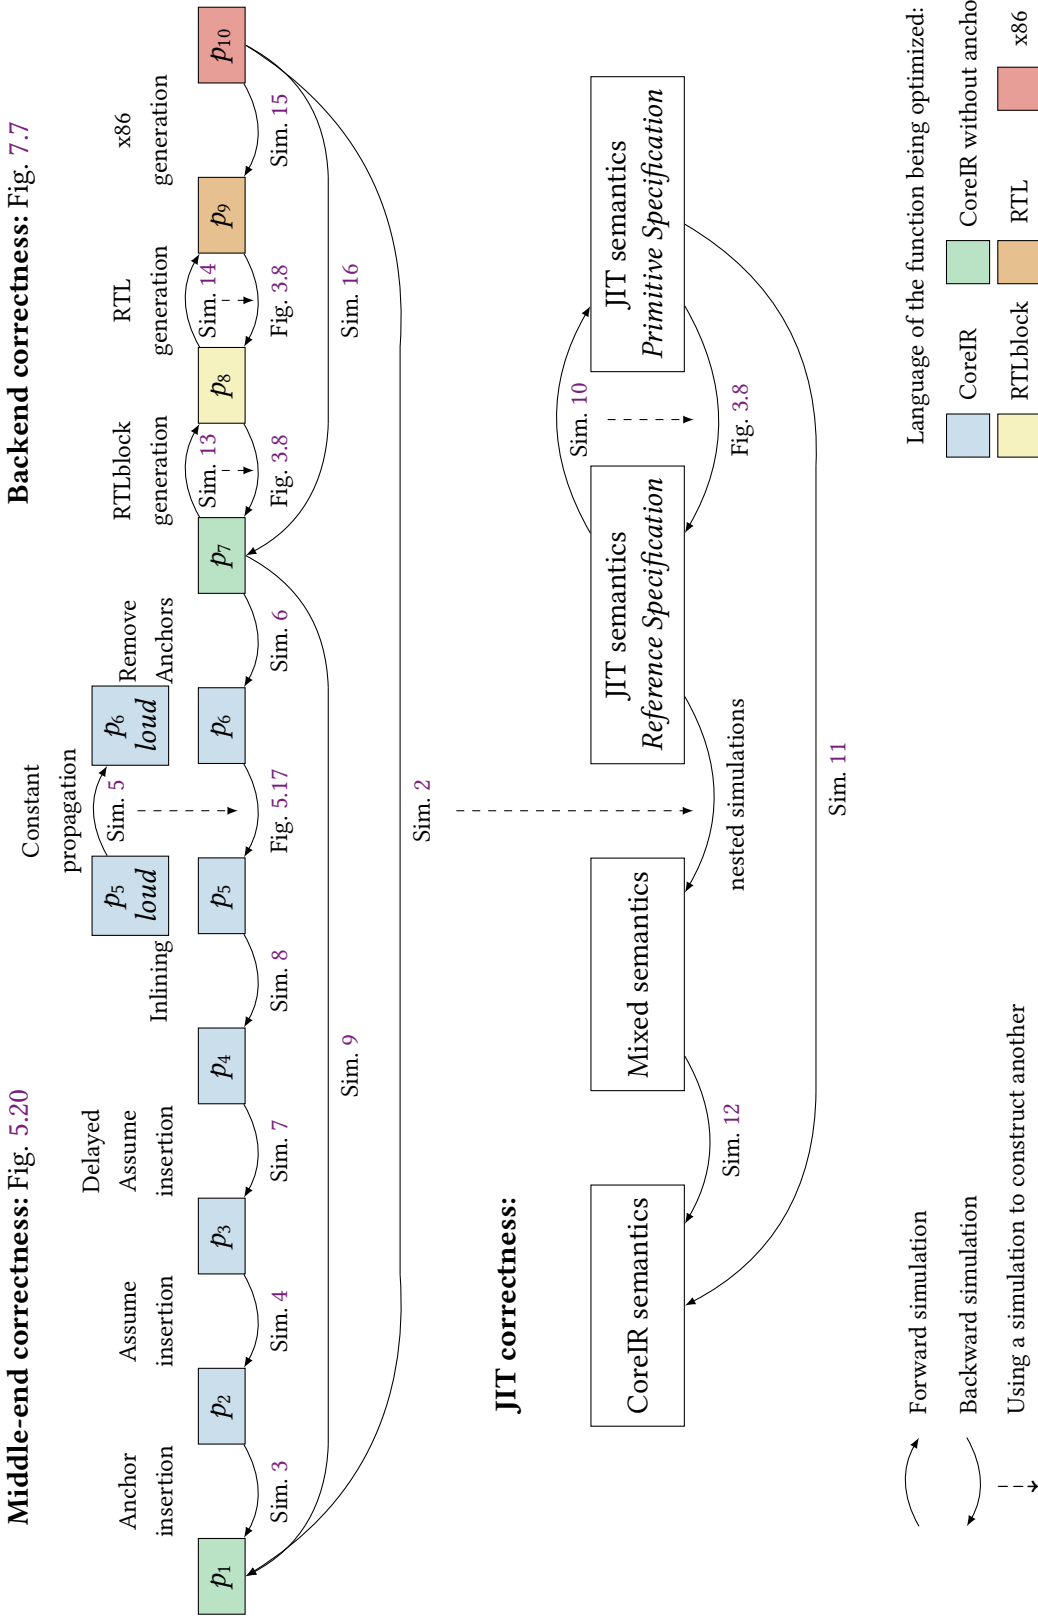 Middle-end correctness: Fig. 5.20
Backend correctness: Fig. 7.7
Anchor
insertion
Assume
insertion
Delayed
Assume
insertion
Inlining
Constant
propagation
Remove
Anchors
RTLblock
generation
RTL
generation
x86
generation
p5
loud
p6
loud
Sim. 5
p1
p2
p3
p4
p5
p6
p7
p8
p9
p10
Sim. 13
Sim. 14
Sim. 3
Sim. 4
Sim. 7
Sim. 8
Fig. 5.17
Sim. 6
Fig. 3.8
Fig. 3.8
Sim. 15
Sim. 9
Sim. 16
Sim. 2
JIT correctness:
CoreIR semantics
Mixed semantics
JIT semantics
Reference Specification
JIT semantics
Primitive Specification
Sim. 10
Sim. 12
nested simulations
Fig. 3.8
Sim. 11
Forward simulation
Backward simulation
Using a simulation to construct another
Language of the function being optimized:
CoreIR
CoreIR without ancho
RTLblock
RTL
x86